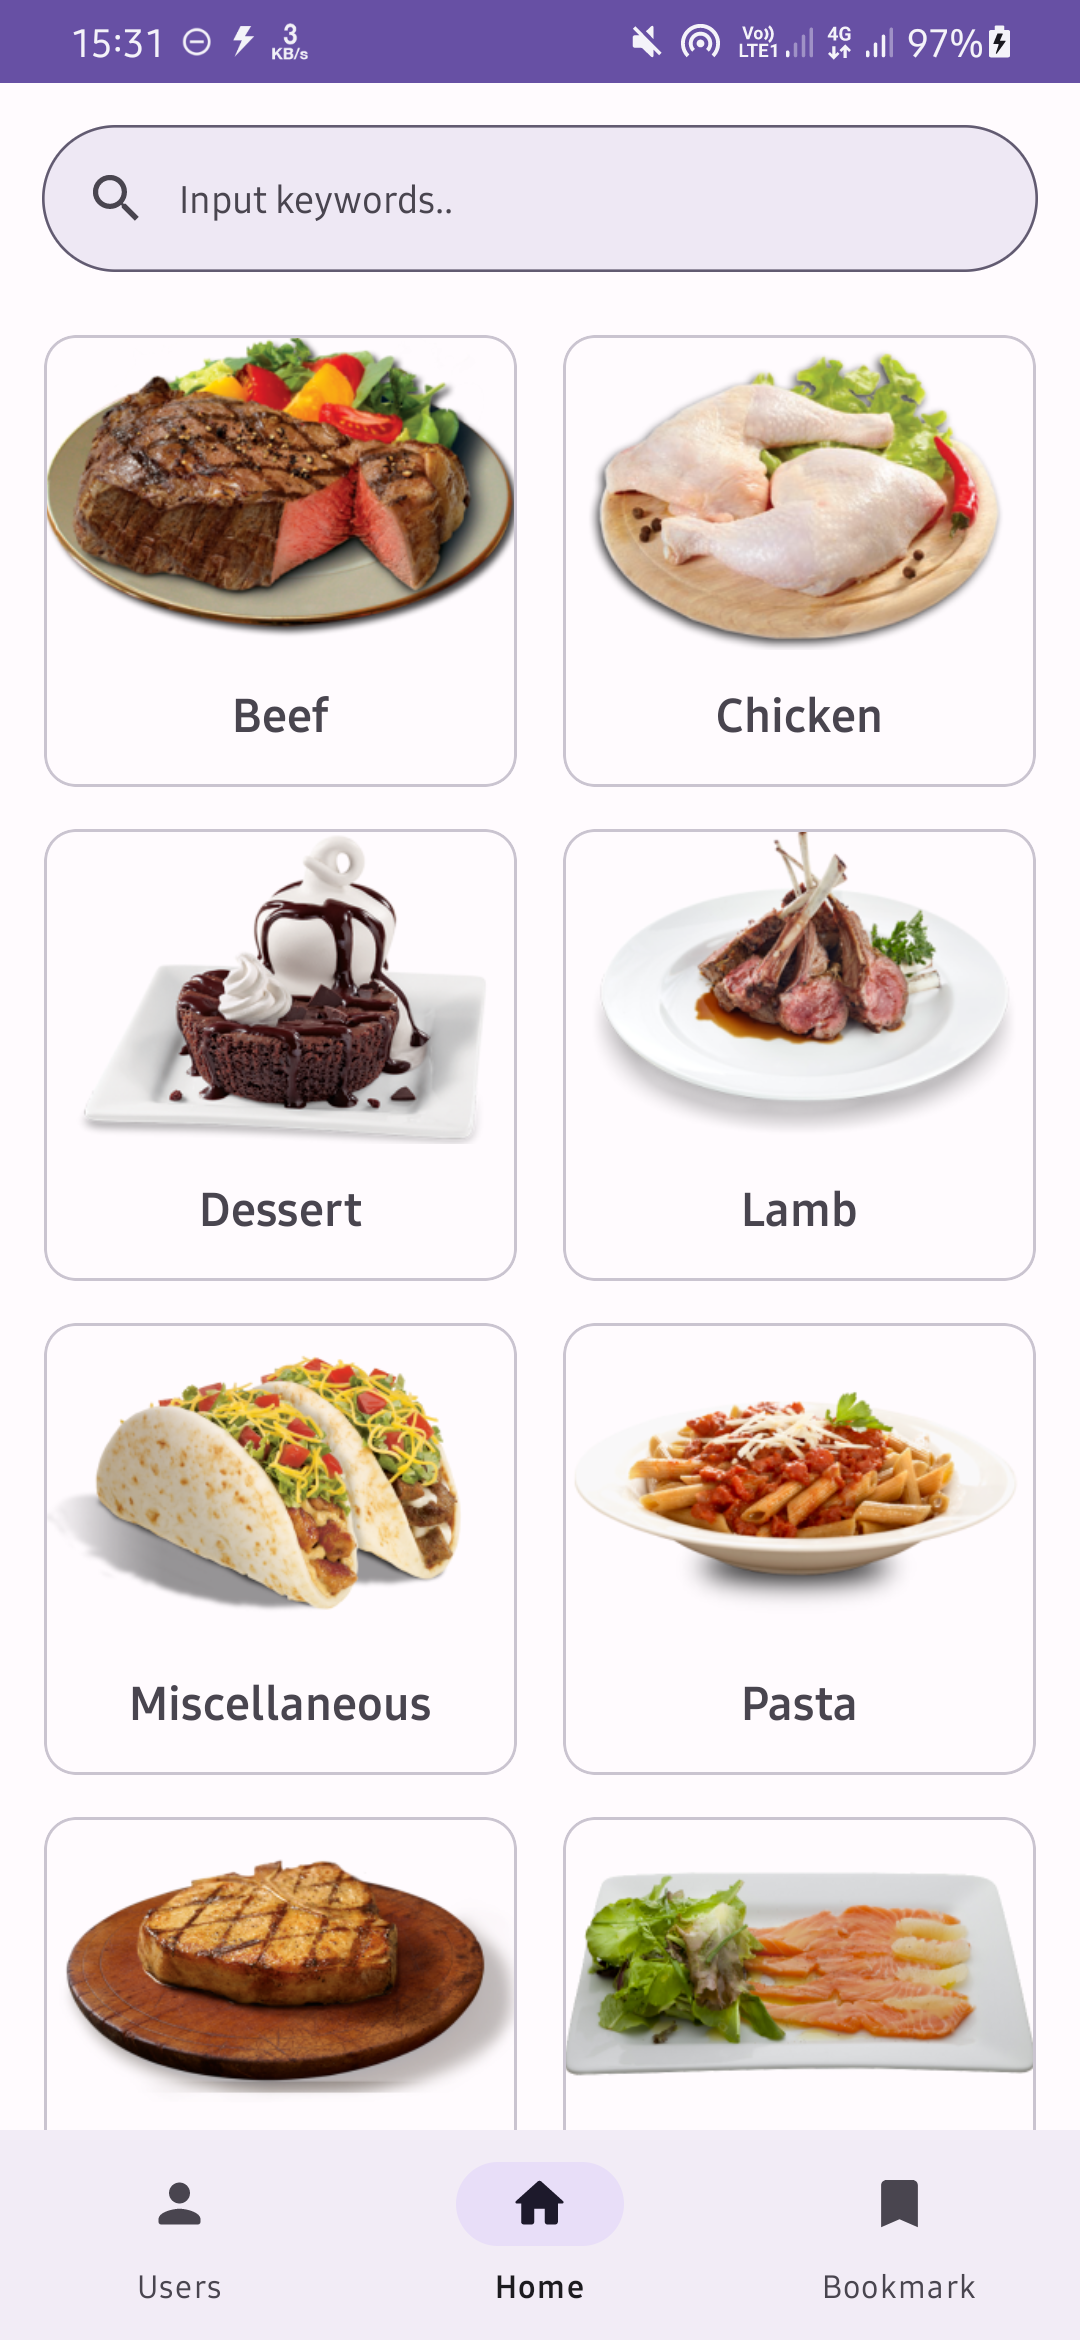 15:31 3 KB/s Vo)) LTE1 4G 97%
Input keywords..
Beef Chicken
Dessert Lamb
Miscellaneous Pasta
Users Home Bookmark